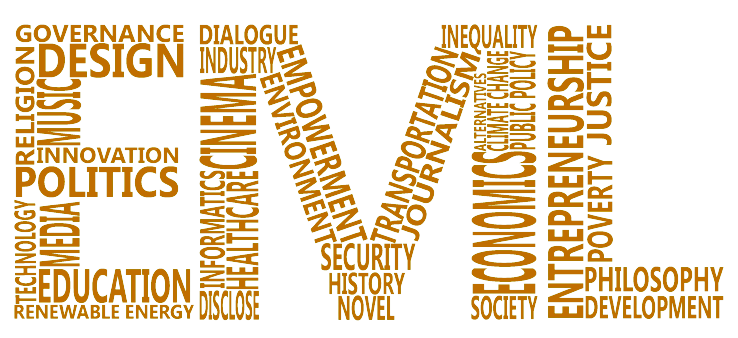 GOVERNANCE
DESIGN
RELIGION
MUSIC
INNOVATION
POLITICS
TECHNOLOGY
MEDIA
EDUCATION
RENEWABLE ENERGY
DIALOGUE
INDUSTRY
CINEMA
INFORMATICS
HEALTHCARE
DISCLOSE
EMPOWERMENT
ENVIRONMENT
SECURITY
HISTORY
NOVEL
TRANSPORTATION
JOURNALISM
INEQUALITY
ALTERNATIVES
CLIMATE CHANGE
PUBLIC POLICY
ECONOMICS
SOCIETY
ENTREPRENEURSHIP
JUSTICE
POVERTY
PHILOSOPHY
DEVELOPMENT